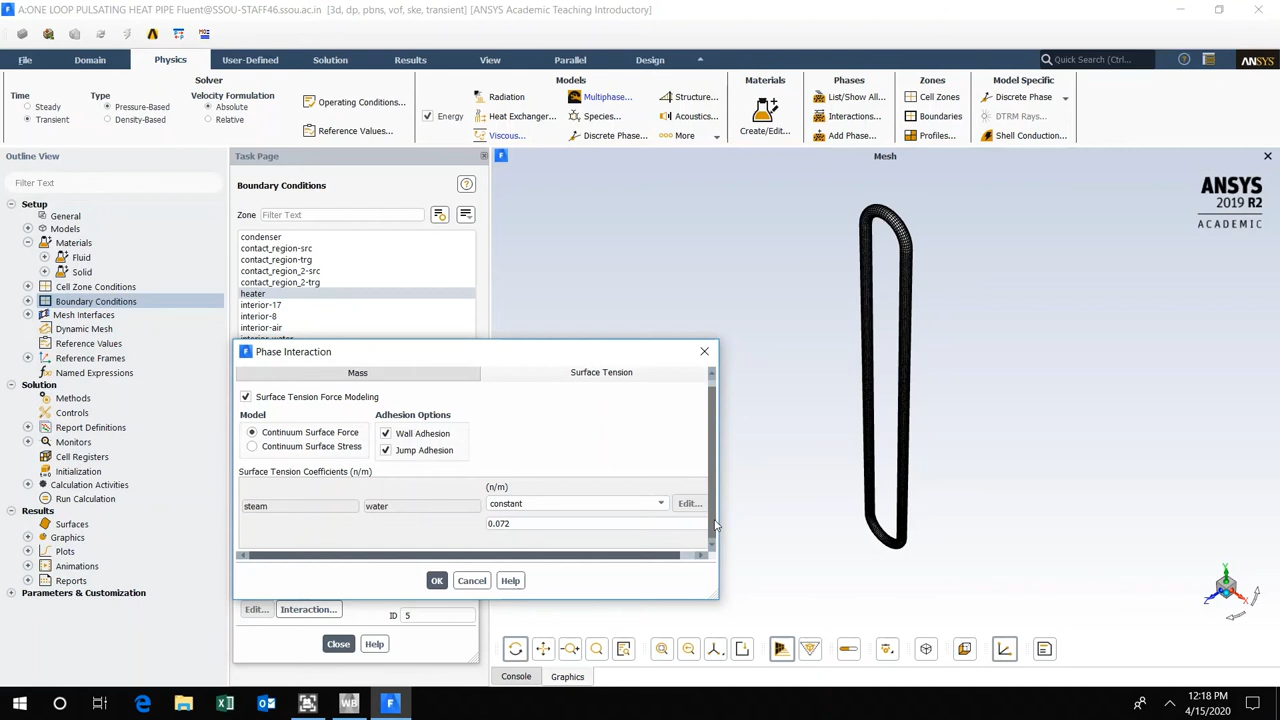 A:ONE LOOP PULSATING HEAT PIPE Fluent@SSOU-STAFF46.ssou.ac.in [3d, dp, pbns, vof, ske, transient] [ANSYS Academic Teaching Introductory]
File Domain Physics User-Defined Solution Results View Parallel Design Quick Search (Ctrl... ANSYS
Solver Models Materials Phases Zones Model Specific
Time Type Velocity Formulation
Steady Pressure-Based Absolute Operating Conditions... Radiation Multiphase... Structure... List/Show All... Cell Zones Discrete Phase
Transient Density-Based Relative Energy Heat Exchanger... Species... Acoustics... Interactions... Boundaries DTRM Rays...
Reference Values... Viscous... Discrete Phase... More Create/Edit... Add Phase... Profiles... Shell Conduction...
Outline View
Filter Text
Setup
General
Models
Materials
Fluid
Solid
Cell Zone Conditions
Boundary Conditions
Mesh Interfaces
Dynamic Mesh
Reference Values
Reference Frames
Named Expressions
Solution
Methods
Controls
Report Definitions
Monitors
Cell Registers
Initialization
Calculation Activities
Run Calculation
Results
Surfaces
Graphics
Plots
Animations
Reports
Parameters & Customization
Task Page
Boundary Conditions
Zone Filter Text
condenser
contact_region-src
contact_region-trg
contact_region_2-src
contact_region_2-trg
heater
interior-17
interior-8
interior-air
Phase Interaction
Mass Surface Tension
Surface Tension Force Modeling
Model Adhesion Options
Continuum Surface Force Wall Adhesion
Continuum Surface Stress Jump Adhesion
Surface Tension Coefficients (n/m)
(n/m)
steam water constant Edit...
0.072
OK Cancel Help
Edit... Interaction... ID 5
Close Help
Mesh
ANSYS
2019 R2
ACADEMIC
Y
Z X
Console Graphics
12:18 PM
4/15/2020